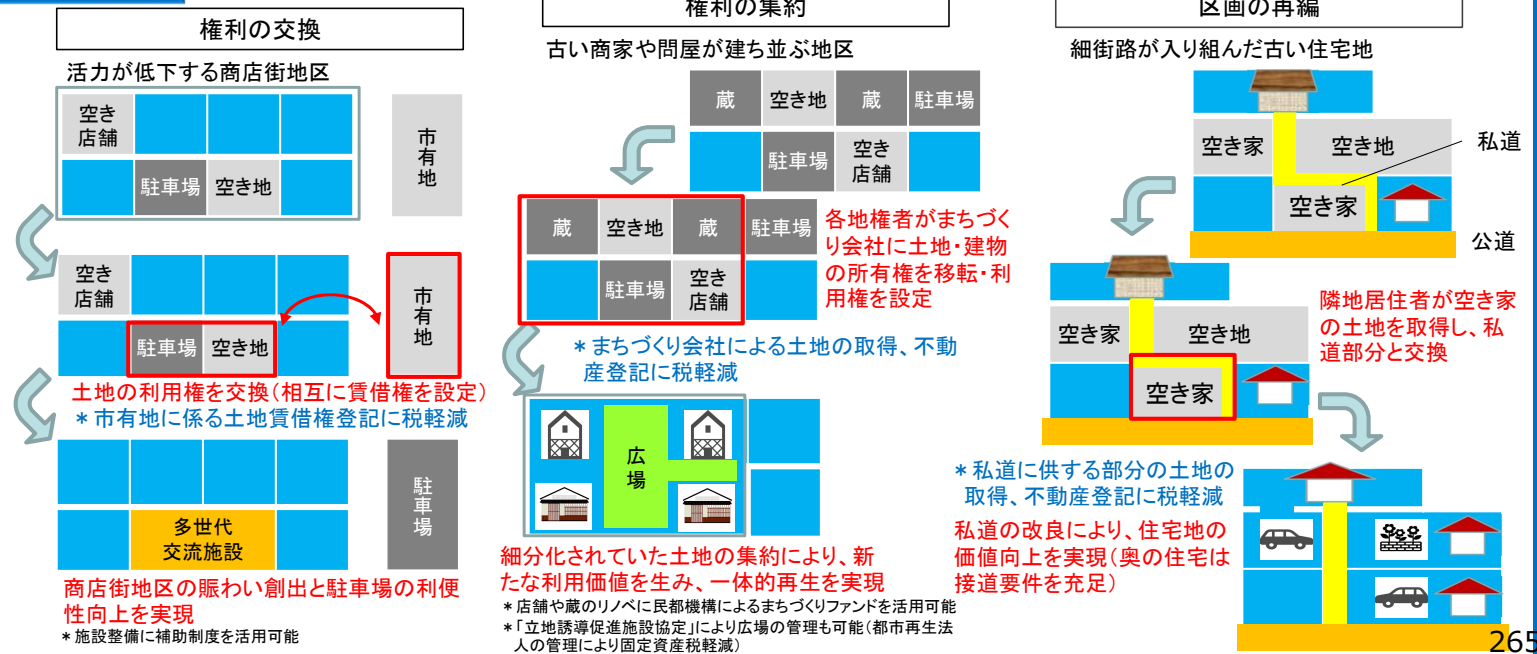 権利の交換
活力が低下する商店街地区
空き
店舗
駐車場
空き地
市有地
空き
店舗
駐車場
空き地
市有地
土地の利用権を交換(相互に賃借権を設定)
＊市有地に係る土地賃借権登記に税軽減
多世代
交流施設
駐車場
商店街地区の賑わい創出と駐車場の利便
性向上を実現
＊施設整備に補助制度を活用可能
権利の集約
古い商家や問屋が建ち並ぶ地区
蔵
空き地
蔵
駐車場
駐車場
空き
店舗
蔵
空き地
蔵
駐車場
駐車場
空き
店舗
各地権者がまちづく
り会社に土地・建物
の所有権を移転・利
用権を設定
＊まちづくり会社による土地の取得、不動
産登記に税軽減
広場
細分化されていた土地の集約により、新
たな利用価値を生み、一体的再生を実現
＊店舗や蔵のリノベに民都機構によるまちづくりファンドを活用可能
＊「立地誘導促進施設協定」により広場の管理も可能(都市再生法
人の管理により固定資産税軽減)
区画の再編
細街路が入り組んだ古い住宅地
空き家
空き地
私道
空き家
公道
空き家
空き地
空き家
隣地居住者が空き家
の土地を取得し、私
道部分と交換
＊私道に供する部分の土地の
取得、不動産登記に税軽減
私道の改良により、住宅地の
価値向上を実現(奥の住宅は
接道要件を充足)
265